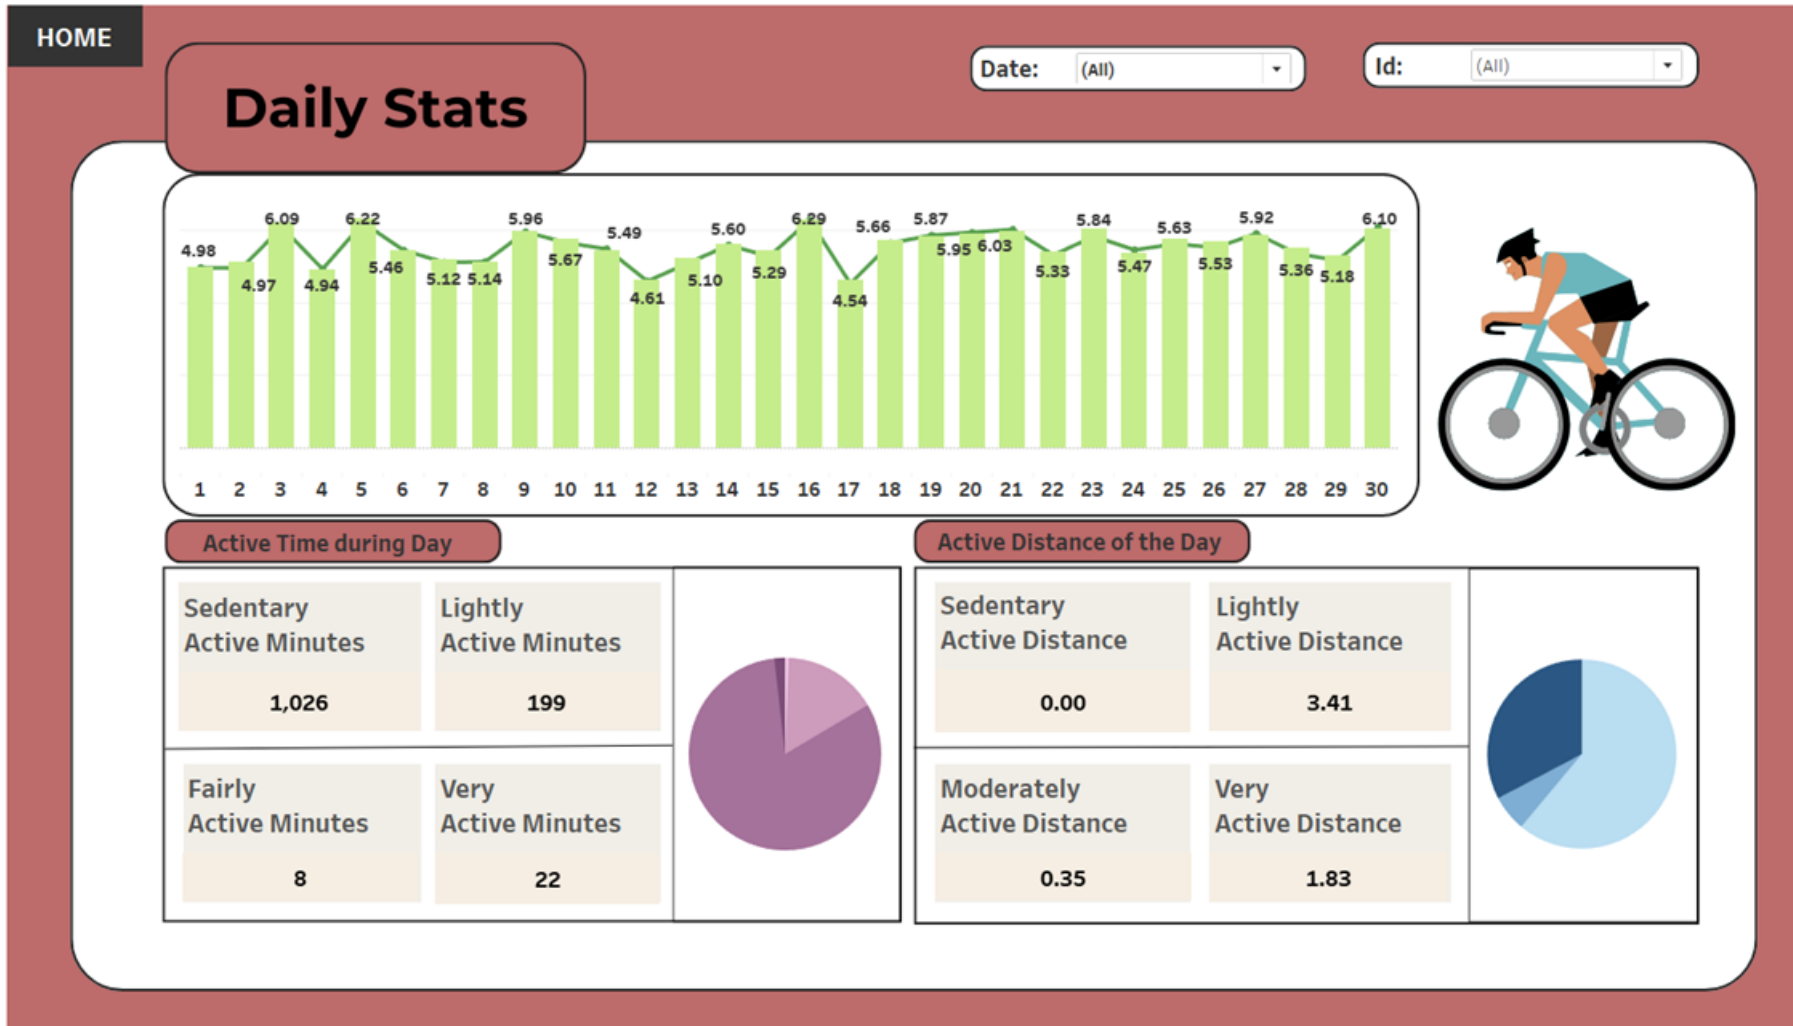 HOME
Daily Stats
Date:
(All)
Id:
(All)
4.98
4.97
6.09
4.94
6.22
5.46
5.12
5.14
5.96
5.67
5.49
4.61
5.10
5.60
5.29
6.29
4.54
5.66
5.87
5.95
6.03
5.33
5.84
5.47
5.63
5.53
5.92
5.36
5.18
6.10
1 2 3 4 5 6 7 8 9 10 11 12 13 14 15 16 17 18 19 20 21 22 23 24 25 26 27 28 29 30
Active Time during Day
Sedentary
Active Minutes
1,026
Lightly
Active Minutes
199
Fairly
Active Minutes
8
Very
Active Minutes
22
Active Distance of the Day
Sedentary
Active Distance
0.00
Lightly
Active Distance
3.41
Moderately
Active Distance
0.35
Very
Active Distance
1.83